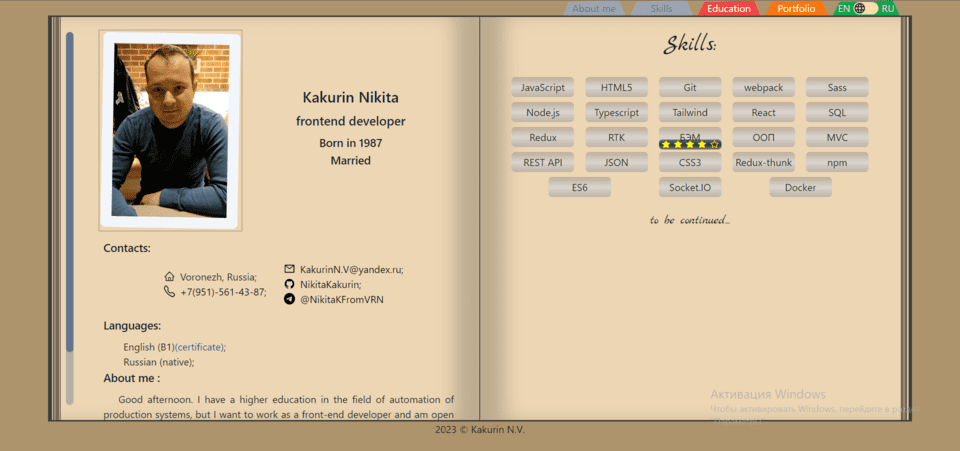 About me Skills Education Portfolio EN RU
Kakurin Nikita
frontend developer
Born in 1987
Married
Contacts:
Voronezh, Russia;
+7(951)-561-43-87;
KakurinN.V@yandex.ru;
NikitaKakurin;
@NikitaKFromVRN
Languages:
English (B1)(certificate);
Russian (native);
About me :
Good afternoon. I have a higher education in the field of automation of
production systems, but I want to work as a front-end developer and am open
Skills:
JavaScript HTML5 Git webpack Sass
Node.js Typescript Tailwind React SQL
Redux RTK БЭМ ООП MVC
REST API JSON CSS3 Redux-thunk npm
ES6 Socket.IO Docker
to be continued...
Активация Windows
Чтобы активировать Windows, перейдите в раздел
2023 © Kakurin N.V.